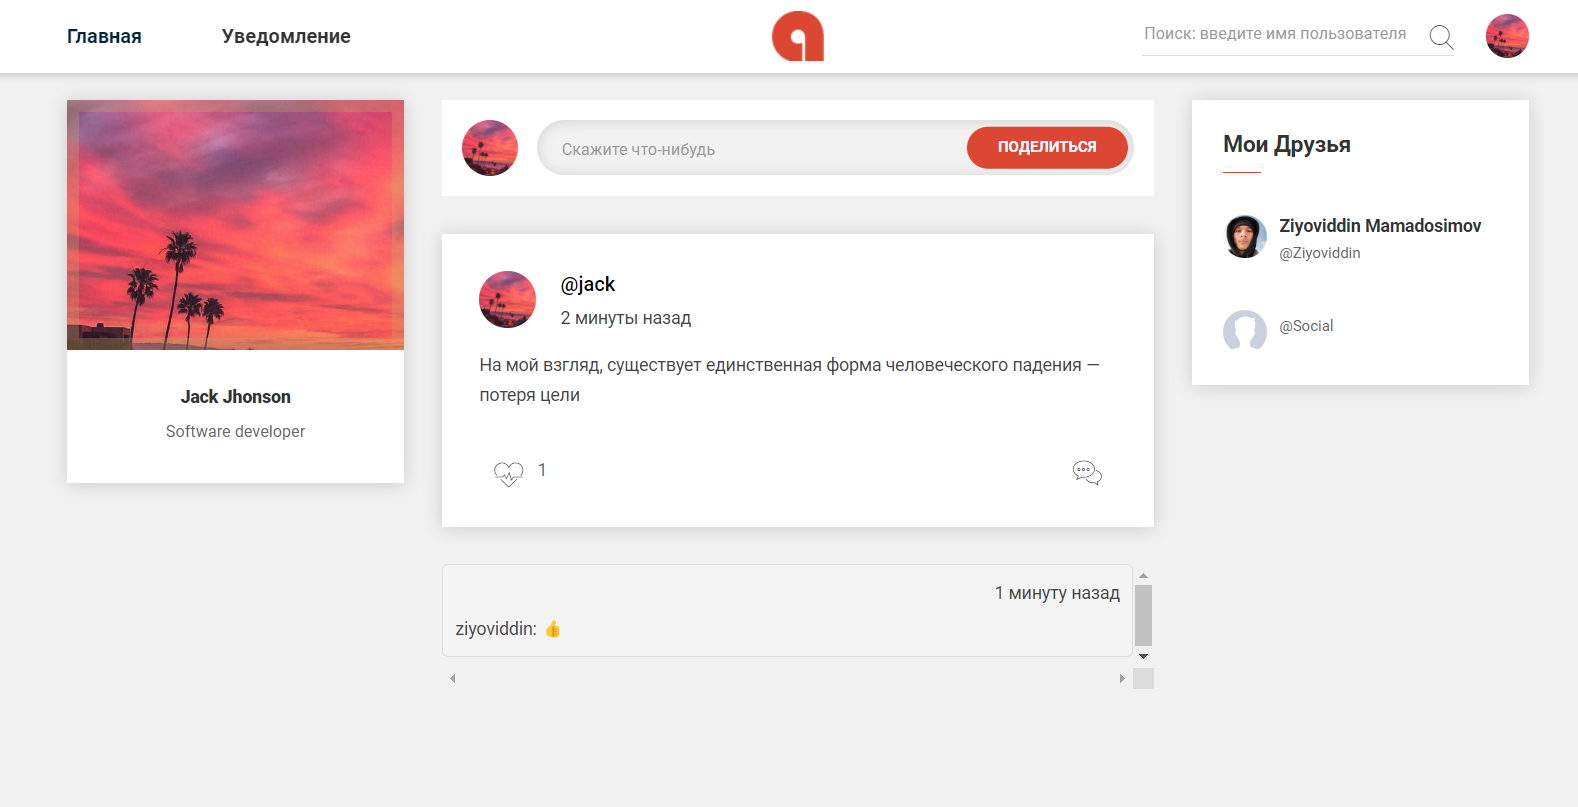 Главная
Уведомление
Поиск: введите имя пользователя
Jack Jhonson
Software developer
Скажите что-нибудь
ПОДЕЛИТЬСЯ
@jack
2 минуты назад
На мой взгляд, существует единственная форма человеческого падения —
потеря цели
1
1 минуту назад
ziyoviddin: 👍
Мои Друзья
Ziyoviddin Mamadosimov
@Ziyoviddin
@Social